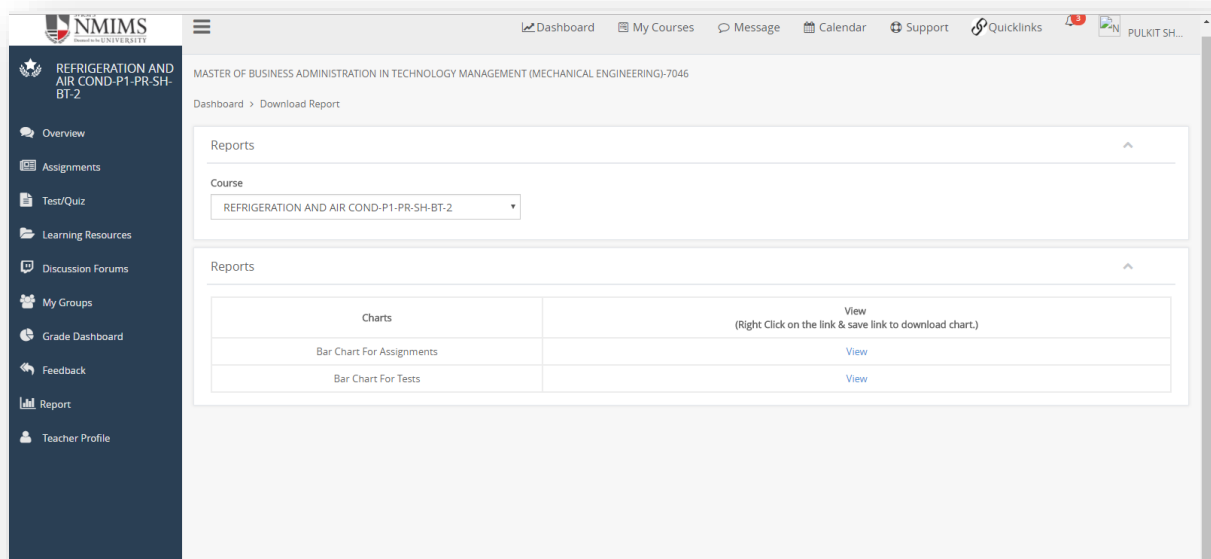 NMIMS
Deemed to be UNIVERSITY
Dashboard My Courses Message Calendar Support Quicklinks 3 N PULKIT SH...
REFRIGERATION AND
AIR COND-P1-PR-SH-
BT-2
Overview
Assignments
Test/Quiz
Learning Resources
Discussion Forums
My Groups
Grade Dashboard
Feedback
Report
Teacher Profile
MASTER OF BUSINESS ADMINISTRATION IN TECHNOLOGY MANAGEMENT (MECHANICAL ENGINEERING)-7046
Dashboard > Download Report
Reports
Course
REFRIGERATION AND AIR COND-P1-PR-SH-BT-2
Reports
Charts
View
(Right Click on the link & save link to download chart.)
Bar Chart For Assignments View
Bar Chart For Tests View